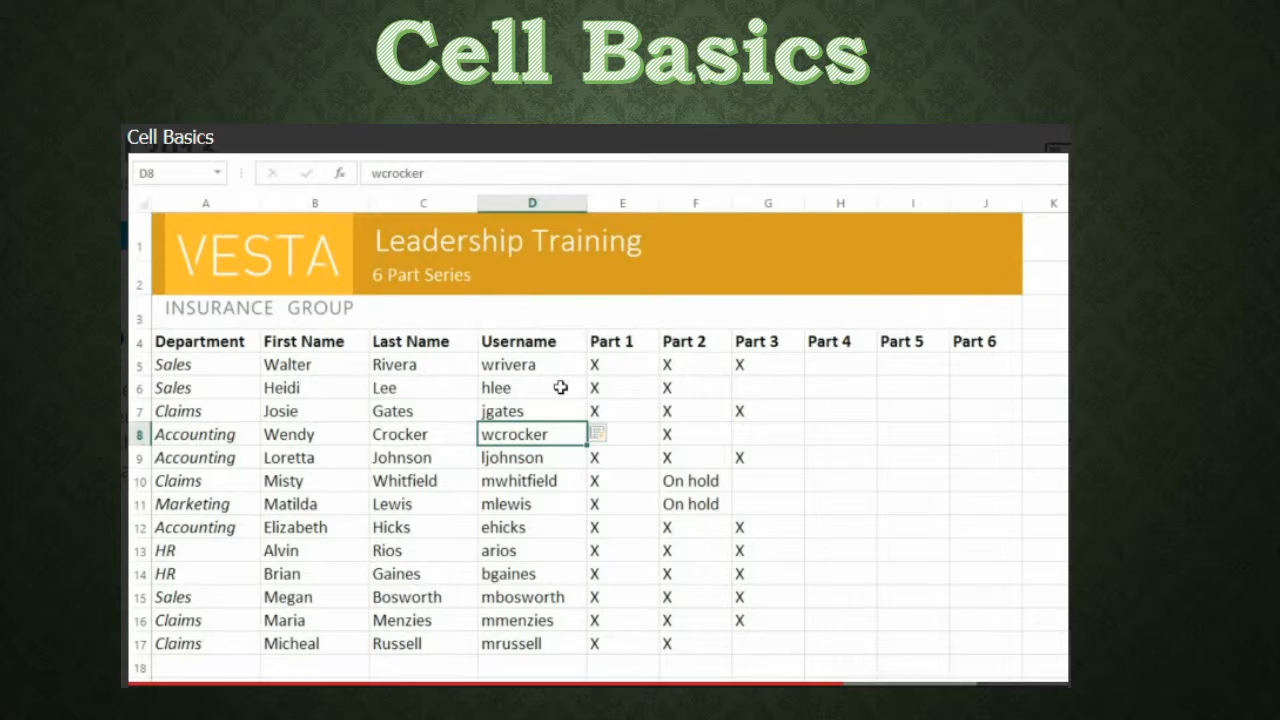 Cell Basics
Cell Basics
D8 fx wcrocker
A B C D E F G H I J K
1 VESTA Leadership Training
2 6 Part Series
3 INSURANCE GROUP
4 Department First Name Last Name Username Part 1 Part 2 Part 3 Part 4 Part 5 Part 6
5 Sales Walter Rivera wrivera X X X
6 Sales Heidi Lee hlee X X
7 Claims Josie Gates jgates X X X
8 Accounting Wendy Crocker wcrocker X
9 Accounting Loretta Johnson ljohnson X X X
10 Claims Misty Whitfield mwhitfield X On hold
11 Marketing Matilda Lewis mlewis X On hold
12 Accounting Elizabeth Hicks ehicks X X X
13 HR Alvin Rios arios X X X
14 HR Brian Gaines bgaines X X X
15 Sales Megan Bosworth mbosworth X X X
16 Claims Maria Menzies mmenzies X X X
17 Claims Micheal Russell mrussell X X
18